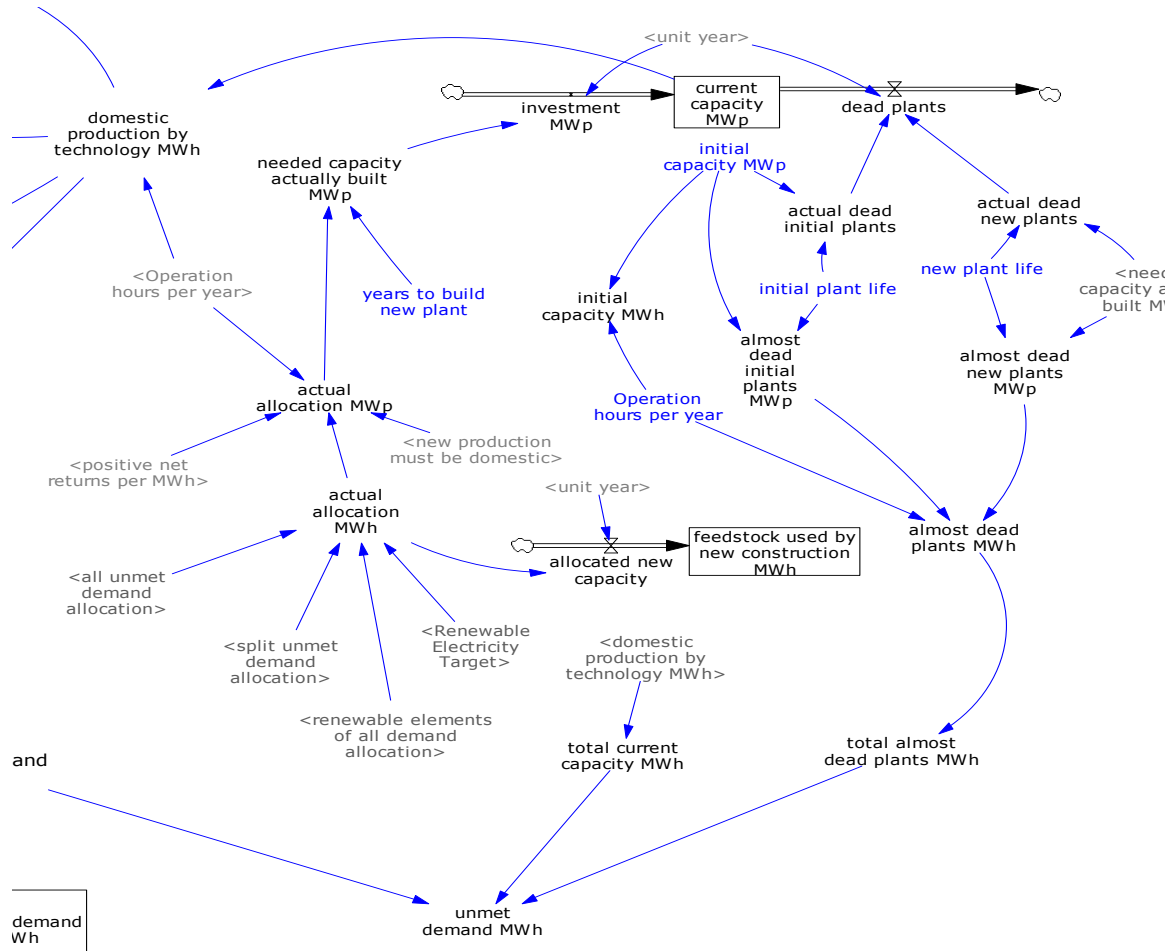 <unit year>
current
capacity
MWp
investment
MWp
dead plants
domestic
production by
technology MWh
needed capacity
actually built
MWp
initial
capacity MWp
actual dead
initial plants
actual dead
new plants
<Operation
hours per year>
years to build
new plant
initial
capacity MWh
initial plant life
new plant life
<need
capacity a
built M
almost
dead
initial
plants
MWp
almost dead
new plants
MWp
actual
allocation MWp
Operation
hours per year
<positive net
returns per MWh>
<new production
must be domestic>
actual
allocation
MWh
<unit year>
allocated new
capacity
feedstock used by
new construction
MWh
almost dead
plants MWh
<all unmet
demand
allocation>
<split unmet
demand
allocation>
<Renewable
Electricity
Target>
<renewable elements
of all demand
allocation>
<domestic
production by
technology MWh>
and
total current
capacity MWh
total almost
dead plants MWh
demand
Wh
unmet
demand MWh